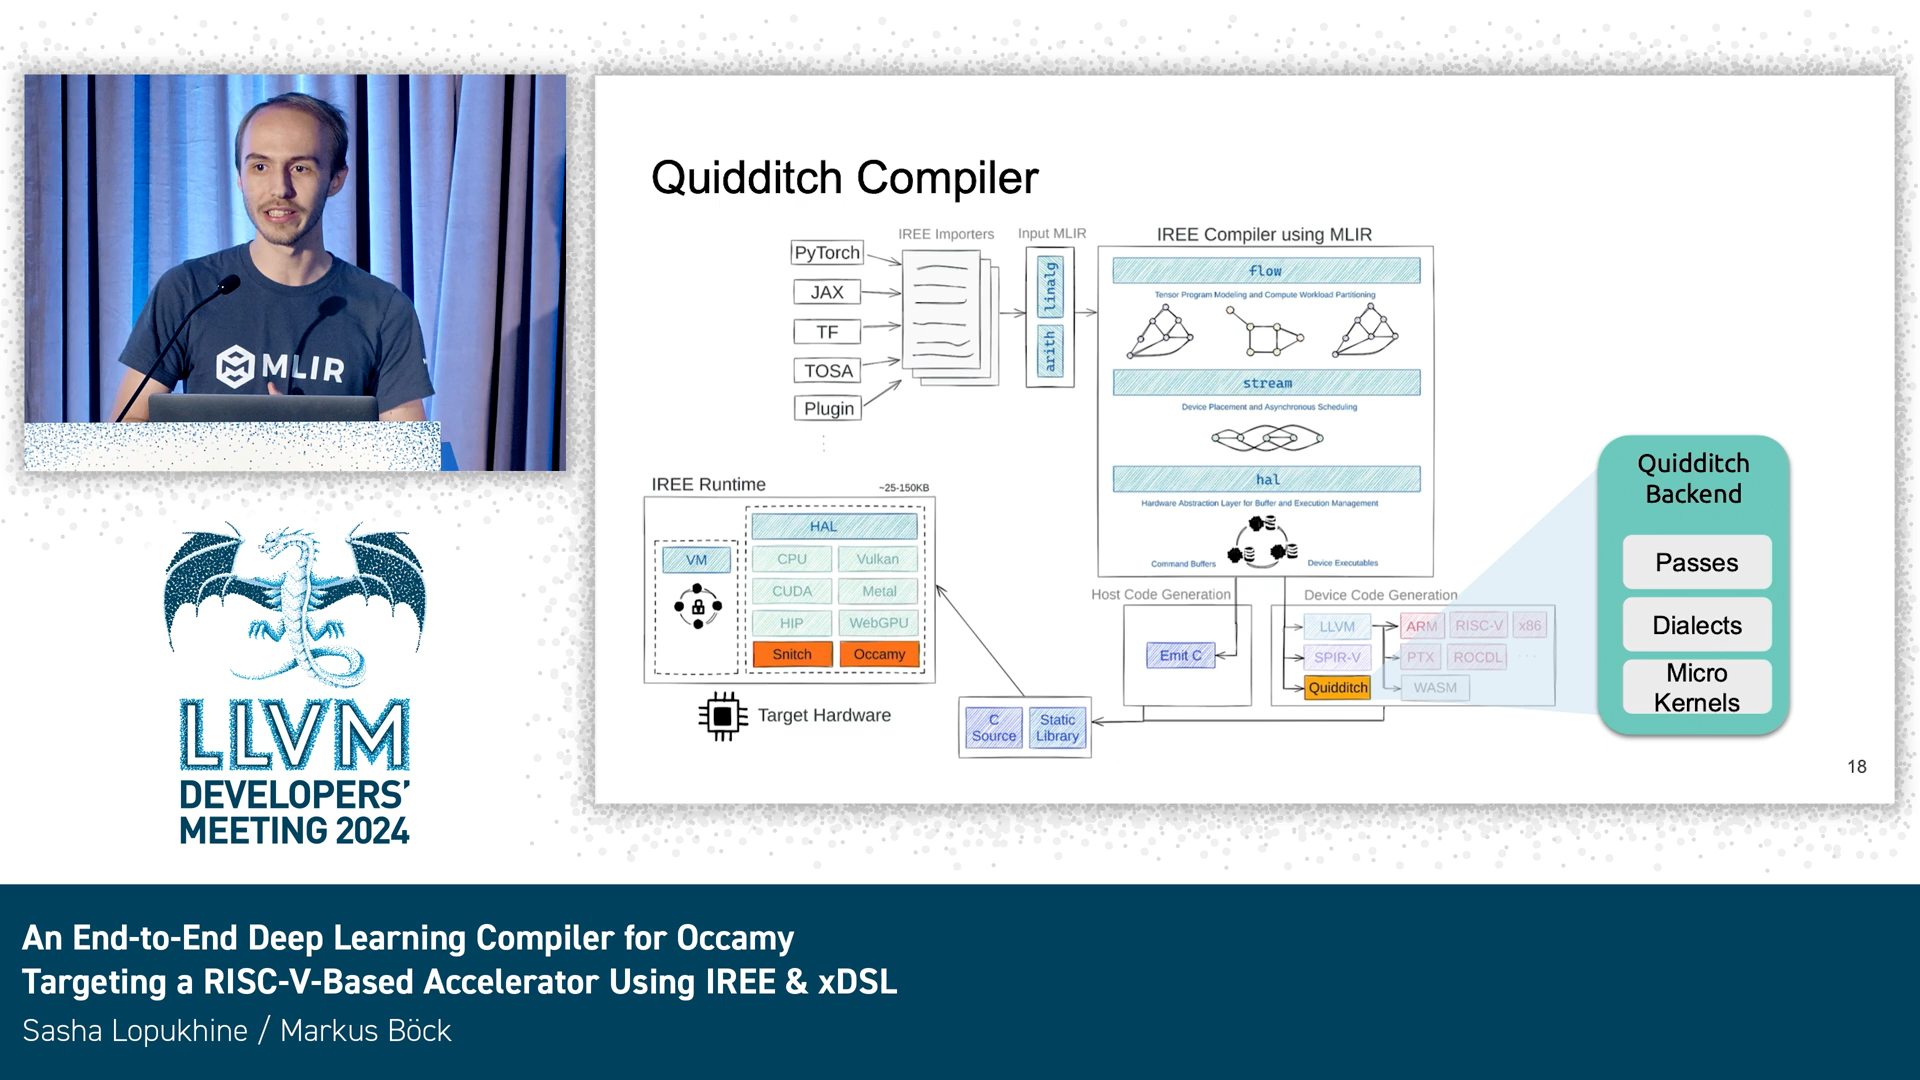 MLIR
LLVM
DEVELOPERS'
MEETING 2024
Quidditch Compiler
PyTorch
JAX
TF
TOSA
Plugin
IREE Importers
Input MLIR
linalg
arith
IREE Compiler using MLIR
flow
Tensor Program Modeling and Compute Workload Partitioning
stream
Device Placement and Asynchronous Scheduling
hal
Hardware Abstraction Layer for Buffer and Execution Management
Command Buffers
Device Executables
IREE Runtime
~25-150KB
VM
HAL
CPU
Vulkan
CUDA
Metal
HIP
WebGPU
Snitch
Occamy
Target Hardware
Host Code Generation
Emit C
Device Code Generation
LLVM
ARM
RISC-V
x86
SPIR-V
PTX
ROCDL
...
Quidditch
WASM
C
Source
Static
Library
Quidditch
Backend
Passes
Dialects
Micro
Kernels
18
An End-to-End Deep Learning Compiler for Occamy
Targeting a RISC-V-Based Accelerator Using IREE & xDSL
Sasha Lopukhine / Markus Böck